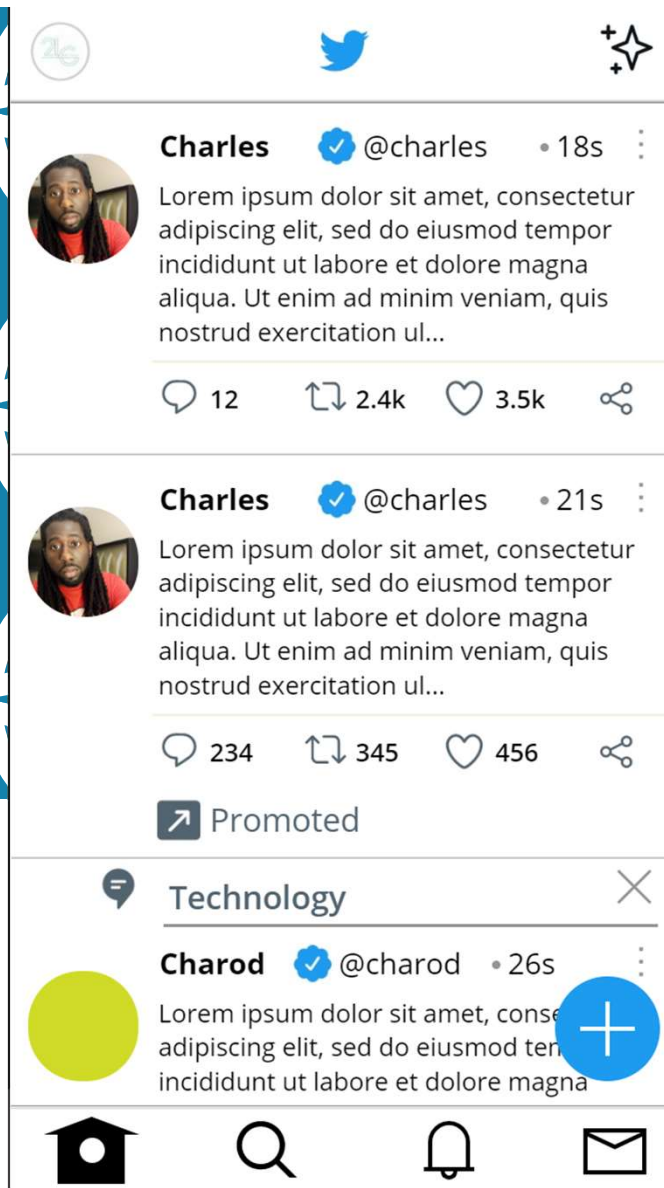 Charles @charles • 18s
Lorem ipsum dolor sit amet, consectetur
adipiscing elit, sed do eiusmod tempor
incididunt ut labore et dolore magna
aliqua. Ut enim ad minim veniam, quis
nostrud exercitation ul...
12 2.4k 3.5k
Charles @charles • 21s
Lorem ipsum dolor sit amet, consectetur
adipiscing elit, sed do eiusmod tempor
incididunt ut labore et dolore magna
aliqua. Ut enim ad minim veniam, quis
nostrud exercitation ul...
234 345 456
Promoted
Technology
Charod @charod • 26s
Lorem ipsum dolor sit amet,
adipiscing elit, sed do eiusmod
incididunt ut labore et dolore magna